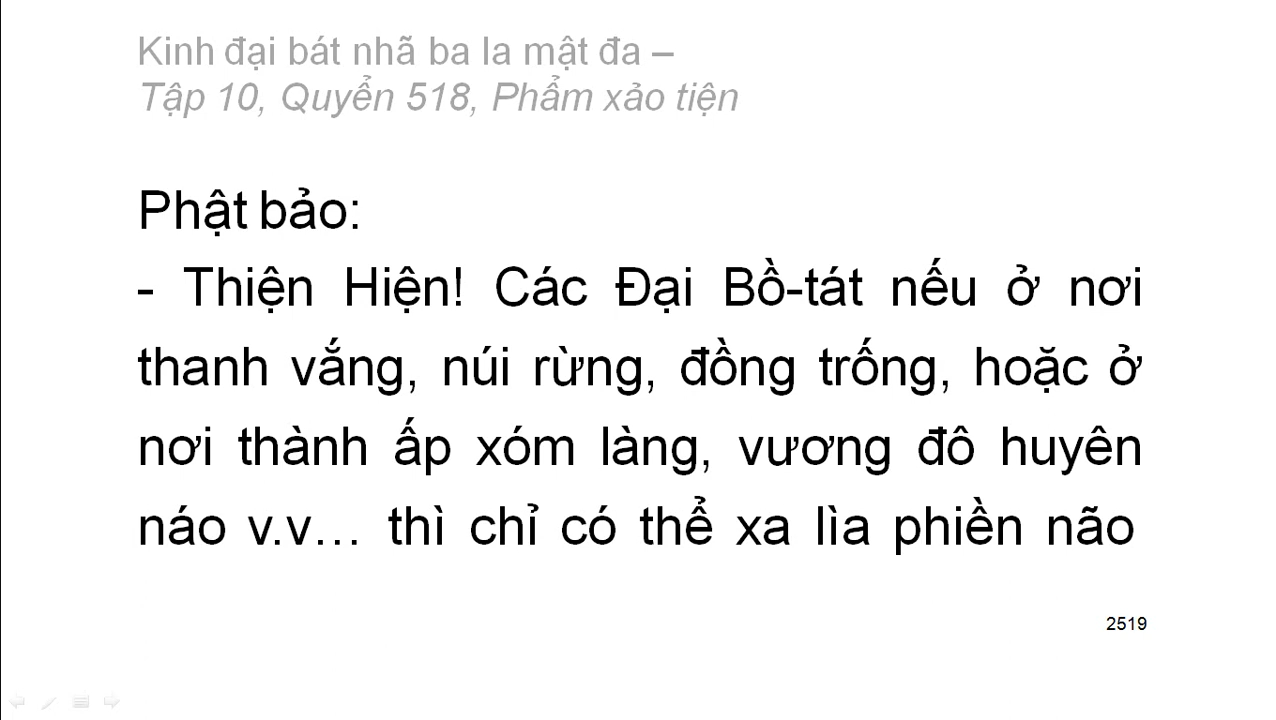 Kinh đại bát nhã ba la mật đa –
Tập 10, Quyển 518, Phẩm xảo tiện
Phật bảo:
- Thiện Hiện! Các Đại Bồ-tát nếu ở nơi
thanh vắng, núi rừng, đồng trống, hoặc ở
nơi thành ấp xóm làng, vương đô huyên
náo v.v… thì chỉ có thể xa lìa phiền não
2519